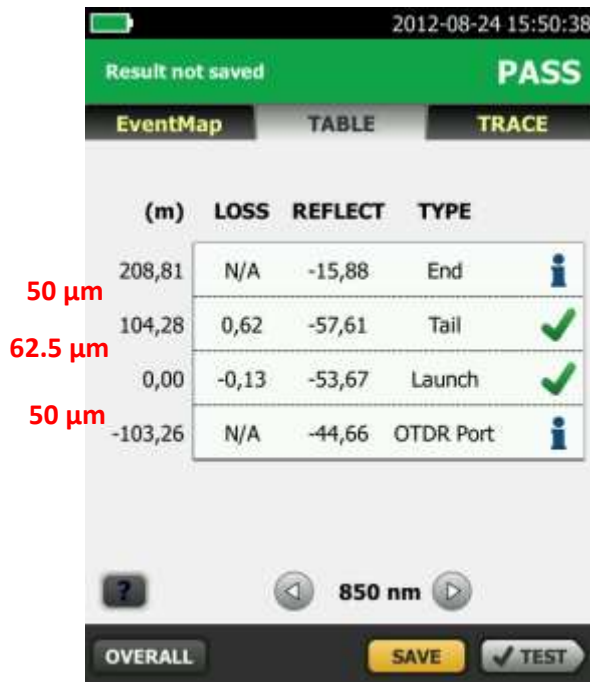 2012-08-24 15:50:38
Result not saved PASS
EventMap TABLE TRACE
(m) LOSS REFLECT TYPE
208,81 N/A -15,88 End
50 µm
104,28 0,62 -57,61 Tail
62.5 µm
0,00 -0,13 -53,67 Launch
50 µm
-103,26 N/A -44,66 OTDR Port
? 850 nm
OVERALL SAVE TEST